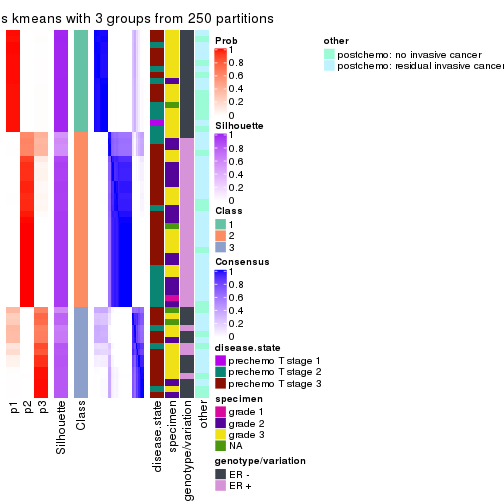 s kmeans with 3 groups from 250 partitions
Prob
1
0.8
0.6
0.4
0.2
0
Silhouette
1
0.8
0.6
0.4
0.2
0
Class
1
2
3
Consensus
1
0.8
0.6
0.4
0.2
0
disease.state
prechemo T stage 1
prechemo T stage 2
prechemo T stage 3
specimen
grade 1
grade 2
grade 3
NA
genotype/variation
ER -
ER +
other
postchemo: no invasive cancer
postchemo: residual invasive cancer
p1
p2
p3
Silhouette
Class
disease.state
specimen
genotype/variation
other